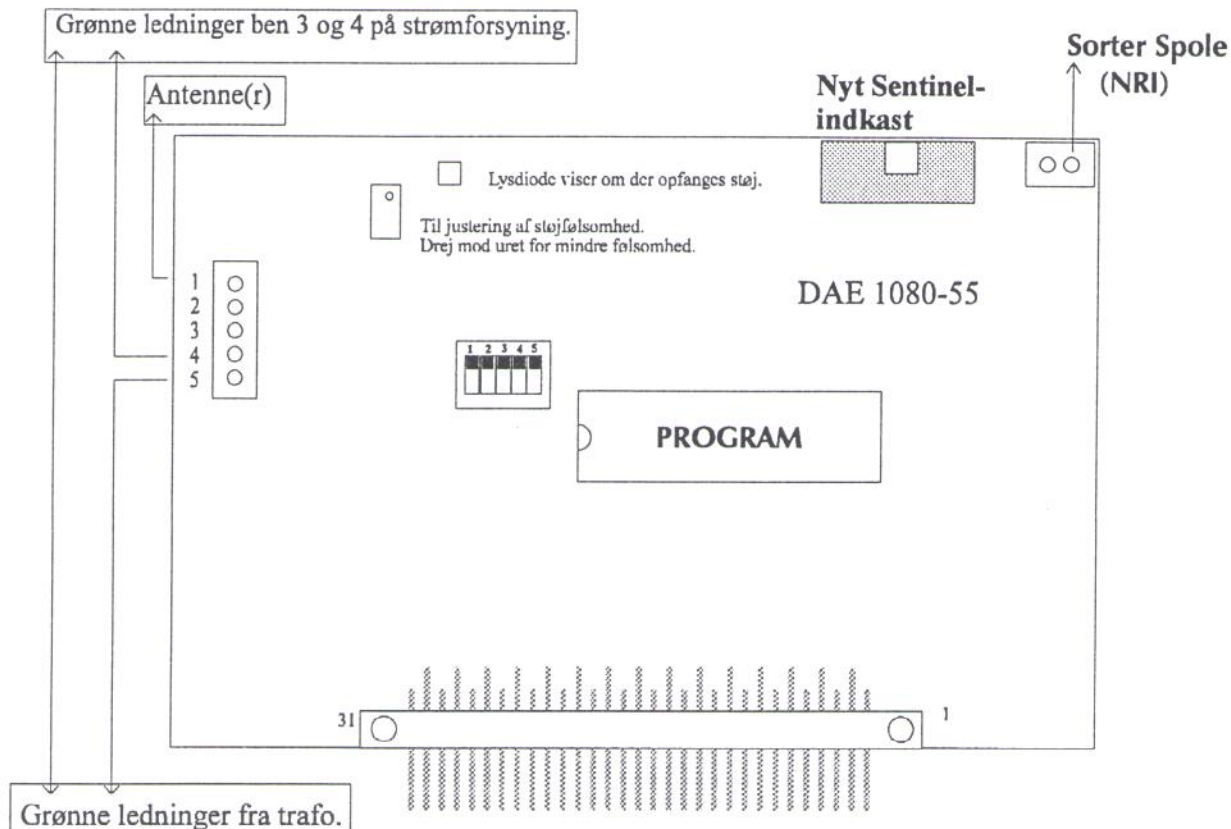 Grønne ledninger ben 3 og 4 på strømforsyning.
Antenne(r)
Sorter Spole
(NRI)
Nyt Sentinel-
indkast
Lysdiode viser om der opfanges støj.
Til justering af støjfølsomhed.
Drej mod uret for mindre følsomhed.
DAE 1080-55
1
2
3
4
5
1 2 3 4 5
PROGRAM
31
1
Grønne ledninger fra trafo.